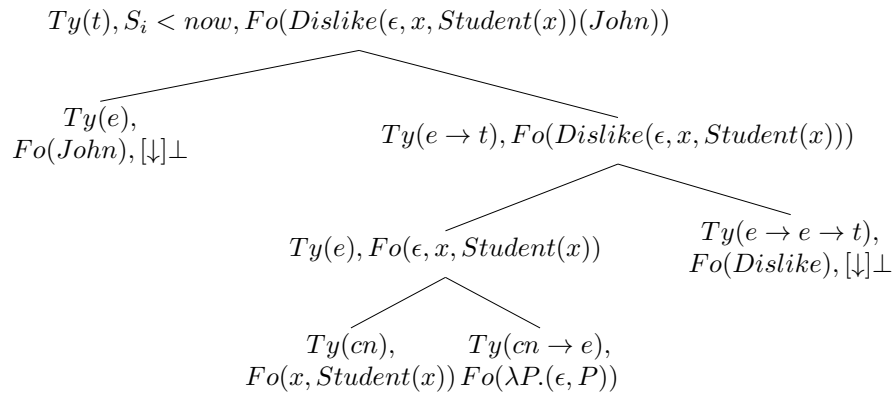 Ty(t), S_i < now, Fo(Dislike(ϵ, x, Student(x))(John))
Ty(e),
Fo(John), [↓]⊥
Ty(e → t), Fo(Dislike(ϵ, x, Student(x)))
Ty(e), Fo(ϵ, x, Student(x))
Ty(e → e → t),
Fo(Dislike), [↓]⊥
Ty(cn),
Fo(x, Student(x))
Ty(cn → e),
Fo(λP.(ϵ, P))